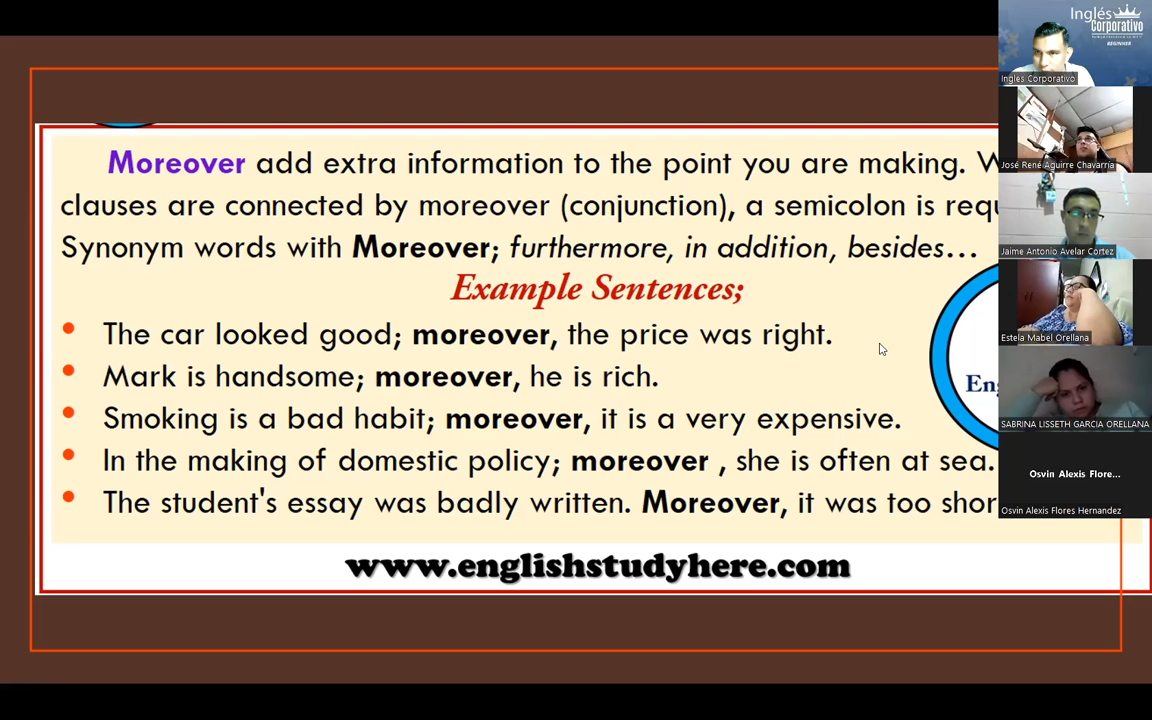 Moreover add extra information to the point you are making.
clauses are connected by moreover (conjunction), a semicolon is
Synonym words with Moreover; furthermore, in addition, besides...
Example Sentences;
• The car looked good; moreover, the price was right.
• Mark is handsome; moreover, he is rich.
• Smoking is a bad habit; moreover, it is a very expensive.
• In the making of domestic policy; moreover , she is often at sea.
• The student's essay was badly written. Moreover, it was too
www.englishstudyhere.com
Inglés
Corporativo
BEGINNER
Inglés Corporativo
José René Aguirre Chavarría
Jaime Antonio Avelar Cortez
Estela Mabel Orellana
SABRINA LISSETH GARCIA ORELLANA
Osvin Alexis Flore...
Osvin Alexis Flores Hernandez